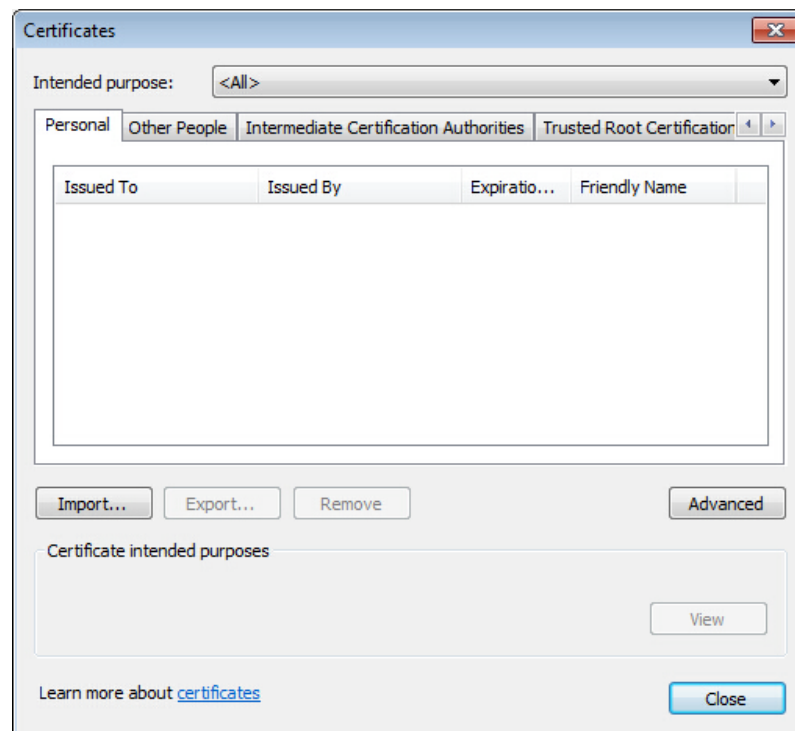 Certificates
Intended purpose: <All>
Personal Other People Intermediate Certification Authorities Trusted Root Certification
Issued To Issued By Expiratio... Friendly Name
Import... Export... Remove Advanced
Certificate intended purposes
View
Learn more about certificates
Close